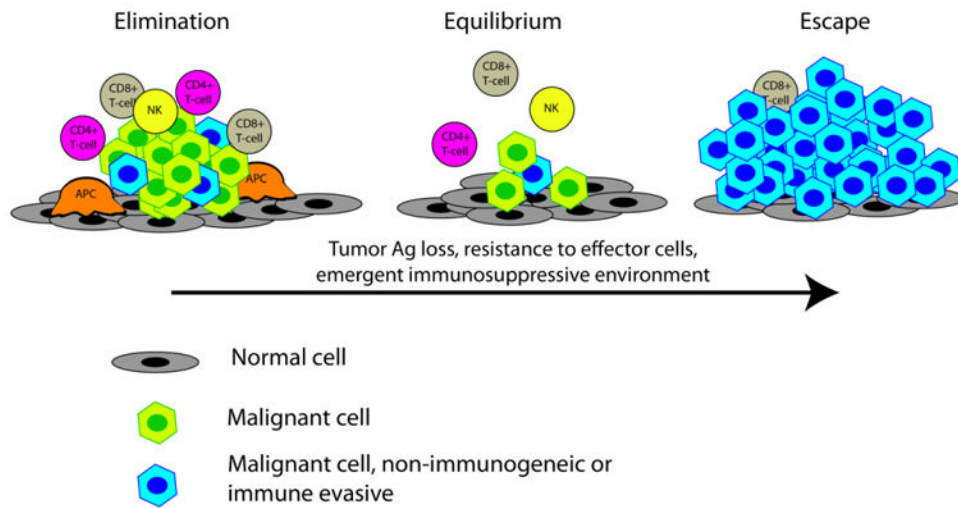 Elimination
Equilibrium
Escape
CD8+
T-cell
NK
CD4+
T-cell
CD4+
T-cell
CD8+
T-cell
APC
APC
CD8+
T-cell
NK
CD4+
T-cell
CD8+
T-cell
Tumor Ag loss, resistance to effector cells,
emergent immunosuppressive environment
Normal cell
Malignant cell
Malignant cell, non-immunogeneic or
immune evasive